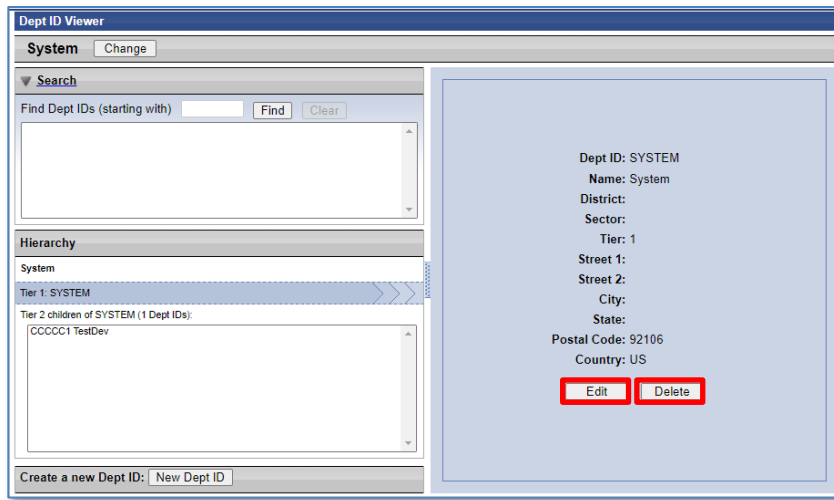 Dept ID Viewer
System Change
Search
Find Dept IDs (starting with) Find Clear
Hierarchy
System
Tier 1: SYSTEM
Tier 2 children of SYSTEM (1 Dept IDs):
CCCCC1 TestDev
Create a new Dept ID: New Dept ID
Dept ID: SYSTEM
Name: System
District:
Sector:
Tier: 1
Street 1:
Street 2:
City:
State:
Postal Code: 92106
Country: US
Edit Delete